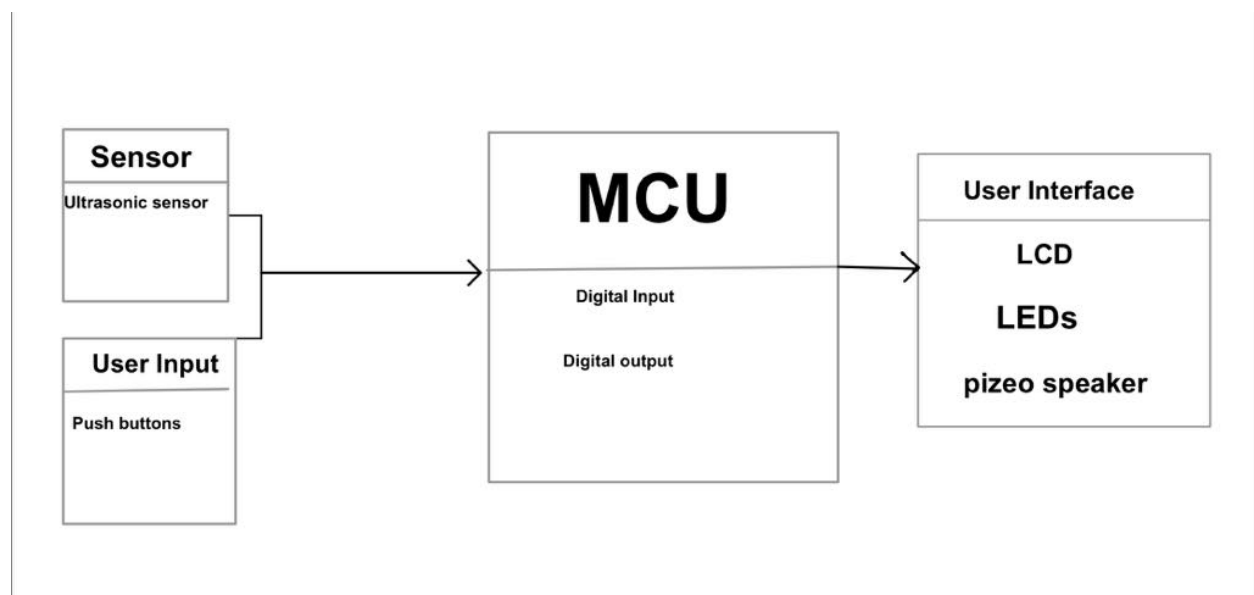 Sensor
Ultrasonic sensor
User Input
Push buttons
MCU
Digital Input
Digital output
User Interface
LCD
LEDs
pizeo speaker